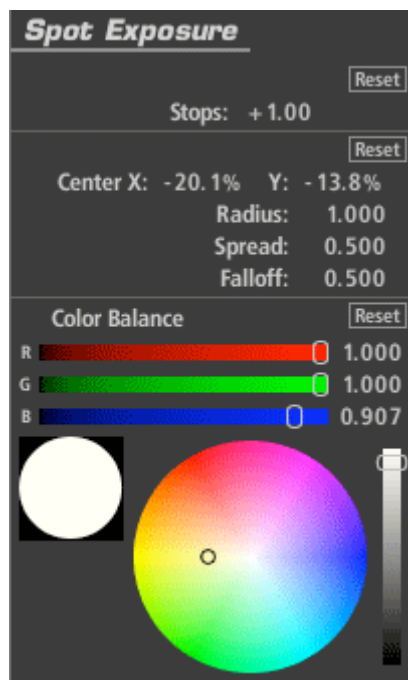 Spot Exposure
Reset
Stops: +1.00
Reset
Center X: -20.1% Y: -13.8%
Radius: 1.000
Spread: 0.500
Falloff: 0.500
Color Balance Reset
R 1.000
G 1.000
B 0.907